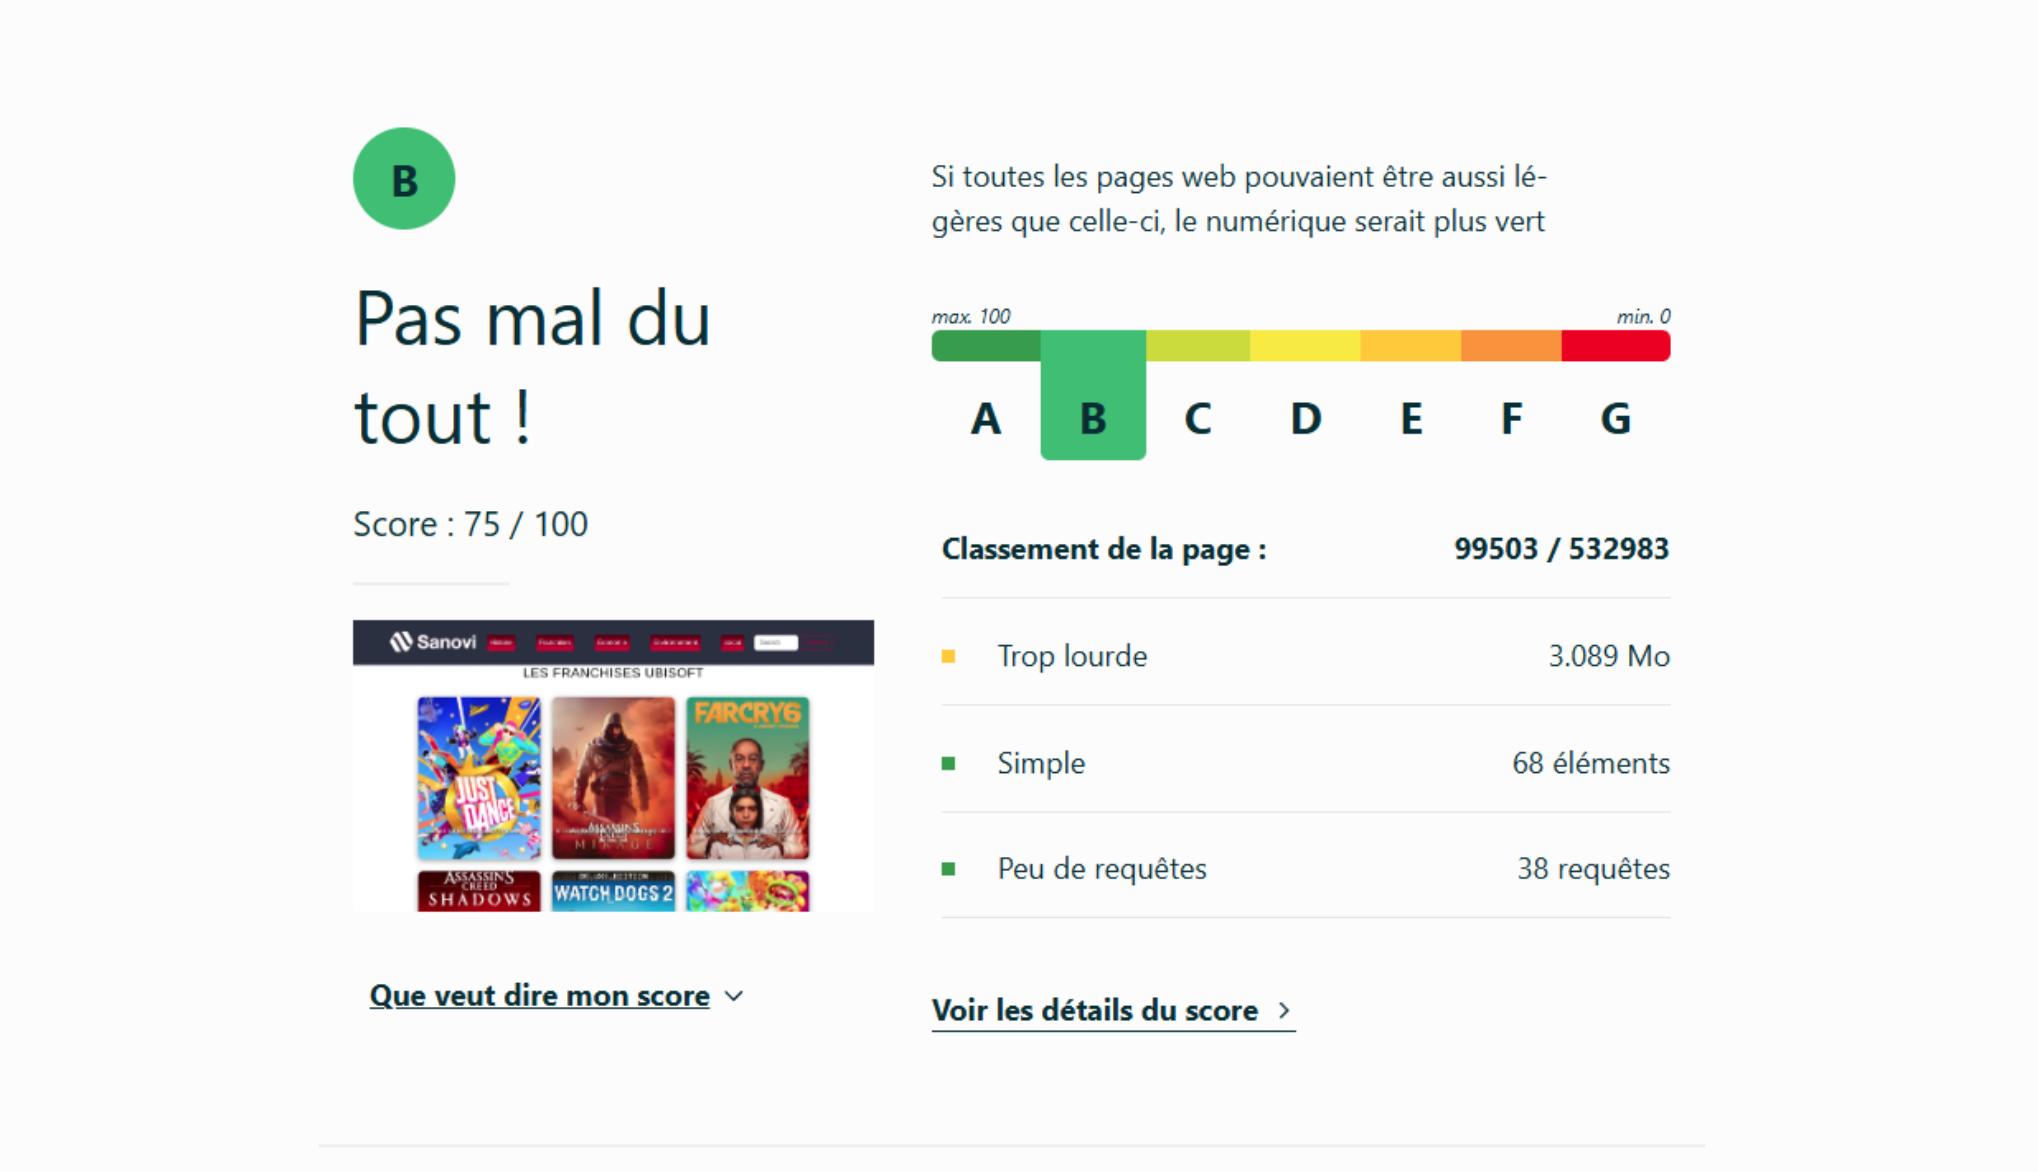 B
Pas mal du
tout !
Score : 75 / 100
Sanovi
Search
LES FRANCHISES UBISOFT
JUST
DANCE
ASSASSIN'S
CREED
MIRAGE
FARCRY6
ASSASSIN'S
CREED
SHADOWS
WATCH DOGS 2
Que veut dire mon score
Si toutes les pages web pouvaient être aussi lé-
gères que celle-ci, le numérique serait plus vert
max. 100
min. 0
A B C D E F G
Classement de la page : 99503 / 532983
Trop lourde 3.089 Mo
Simple 68 éléments
Peu de requêtes 38 requêtes
Voir les détails du score